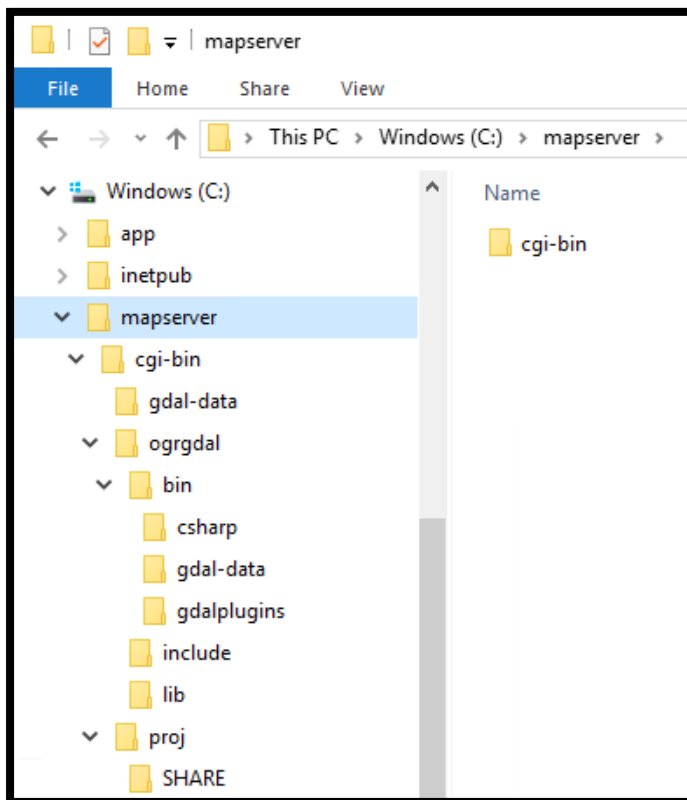 mapserver
File Home Share View
This PC > Windows (C:) > mapserver >
Windows (C:)
Name
app
cgi-bin
inetpub
mapserver
cgi-bin
gdal-data
ogrgdal
bin
csharp
gdal-data
gdalplugins
include
lib
proj
SHARE